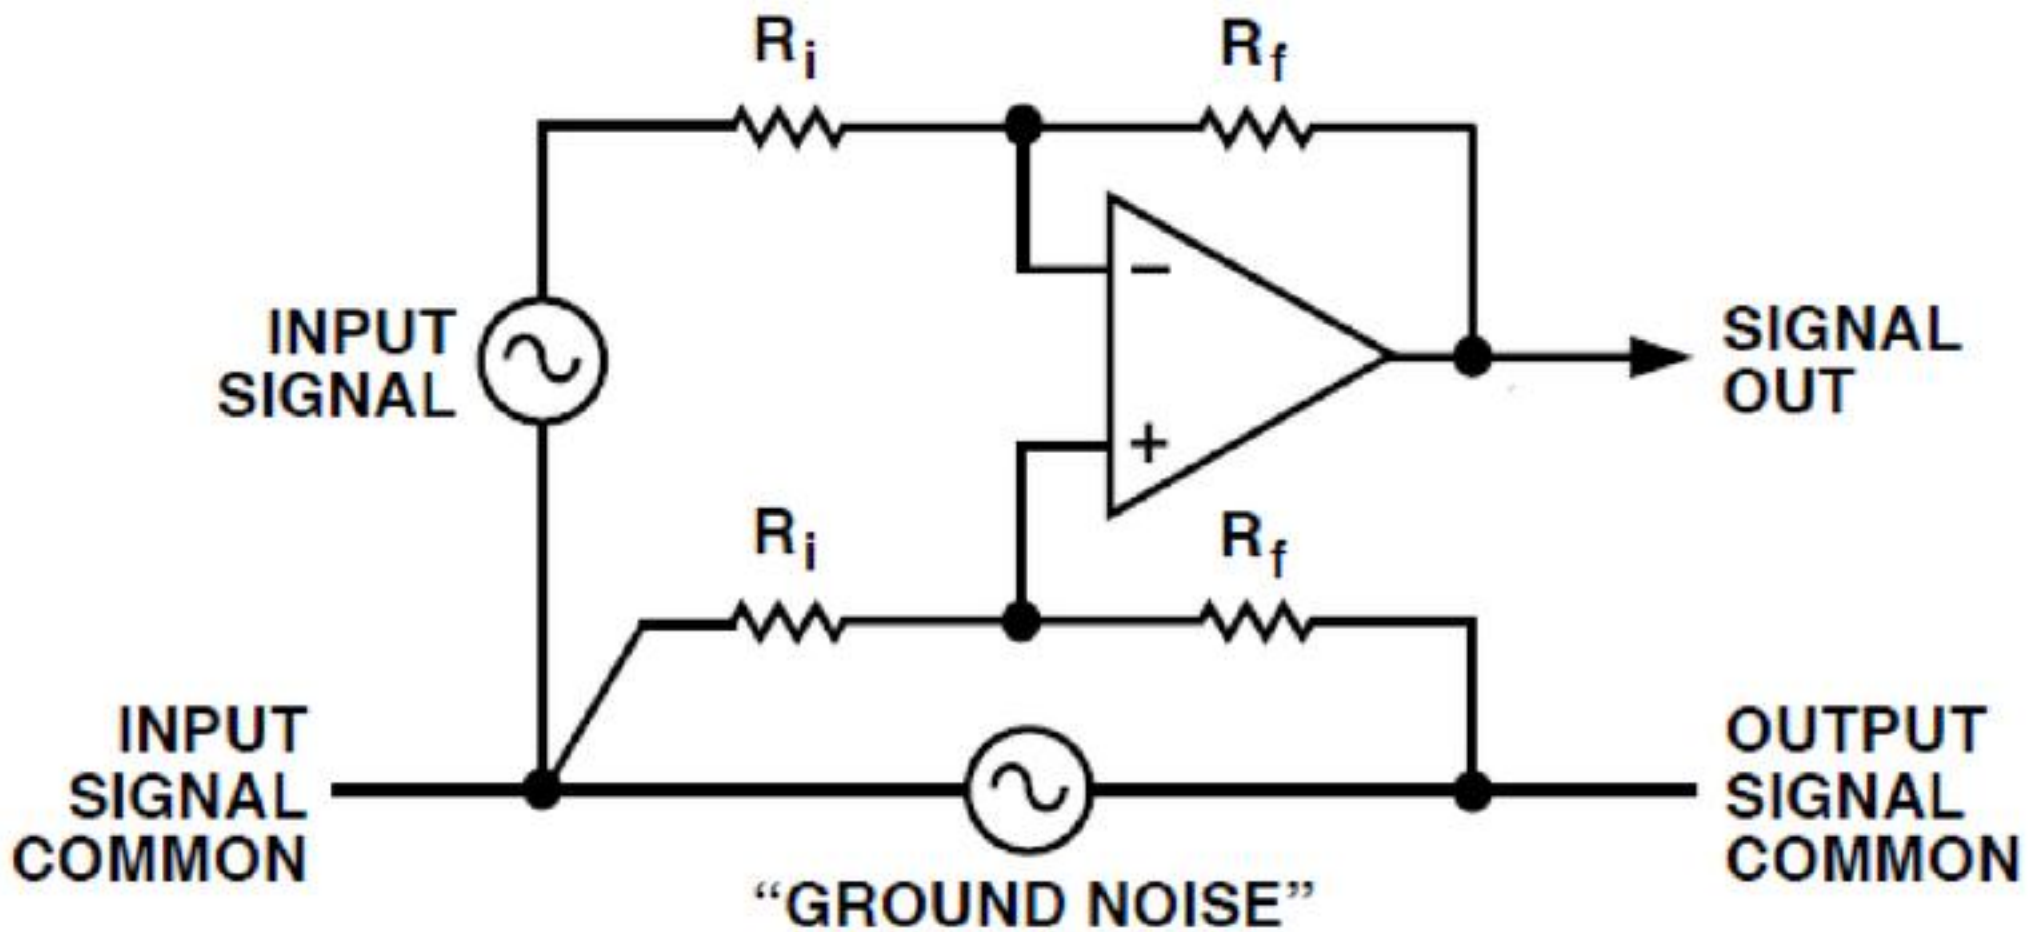 Ri
Rf
−
INPUT
SIGNAL
SIGNAL
OUT
+
Ri
Rf
INPUT
SIGNAL
COMMON
OUTPUT
SIGNAL
COMMON
“GROUND NOISE”